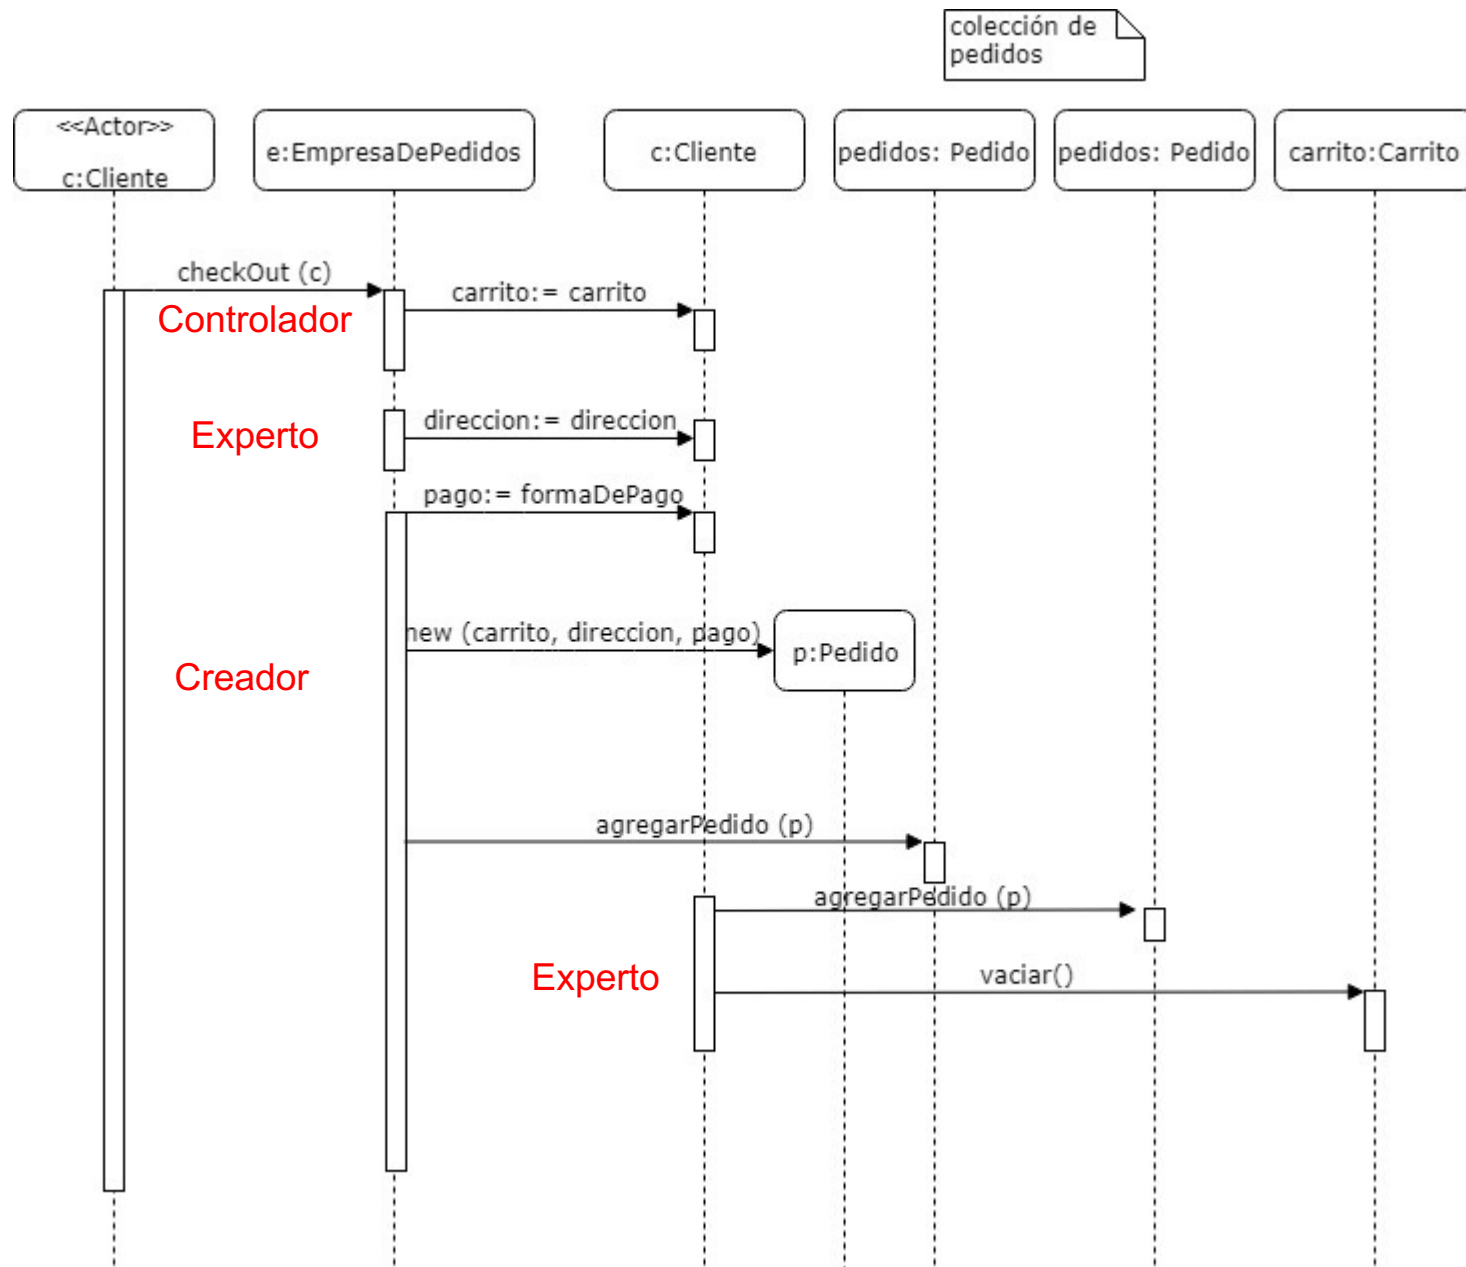 colección de
pedidos
<<Actor>>
c:Cliente
e:EmpresaDePedidos
c:Cliente
pedidos: Pedido
pedidos: Pedido
carrito:Carrito
checkOut (c)
carrito:= carrito
Controlador
direccion:= direccion
Experto
pago:= formaDePago
new (carrito, direccion, pago)
p:Pedido
Creador
agregarPedido (p)
agregarPedido (p)
Experto
vaciar()